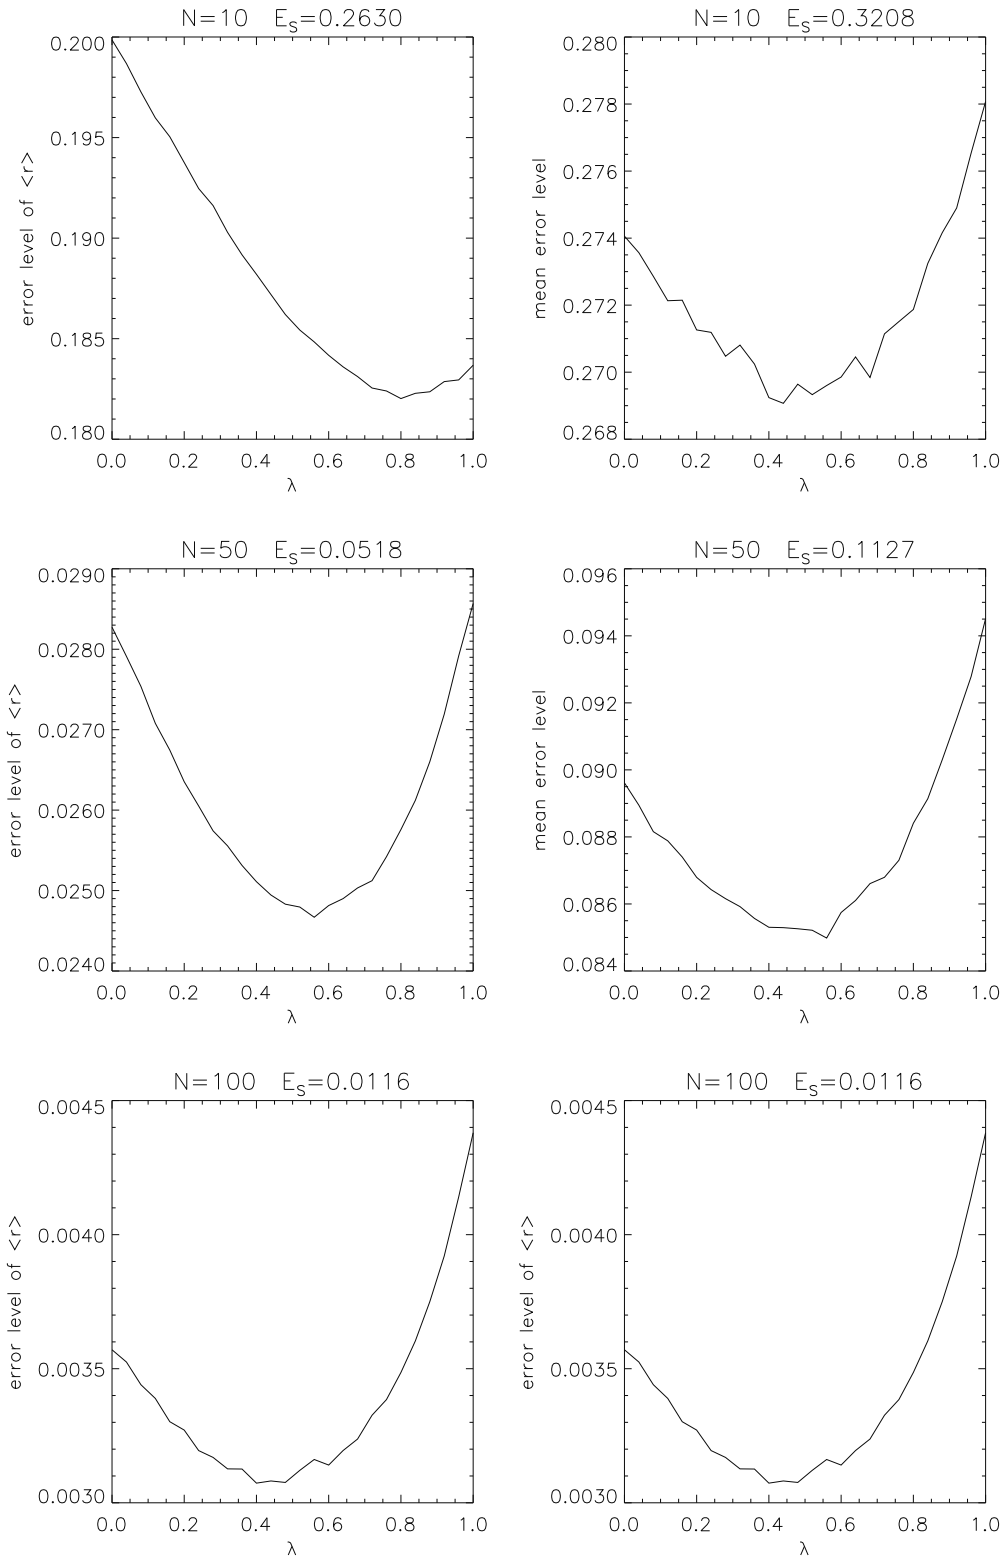 N=10 E_S=0.2630
0.200
0.195
0.190
0.185
0.180
error level of <r>
0.0 0.2 0.4 0.6 0.8 1.0
λ
N=10 E_S=0.3208
0.280
0.278
0.276
0.274
0.272
0.270
0.268
mean error level
0.0 0.2 0.4 0.6 0.8 1.0
λ
N=50 E_S=0.0518
0.0290
0.0280
0.0270
0.0260
0.0250
0.0240
error level of <r>
0.0 0.2 0.4 0.6 0.8 1.0
λ
N=50 E_S=0.1127
0.096
0.094
0.092
0.090
0.088
0.086
0.084
mean error level
0.0 0.2 0.4 0.6 0.8 1.0
λ
N=100 E_S=0.0116
0.0045
0.0040
0.0035
0.0030
error level of <r>
0.0 0.2 0.4 0.6 0.8 1.0
λ
N=100 E_S=0.0116
0.0045
0.0040
0.0035
0.0030
error level of <r>
0.0 0.2 0.4 0.6 0.8 1.0
λ